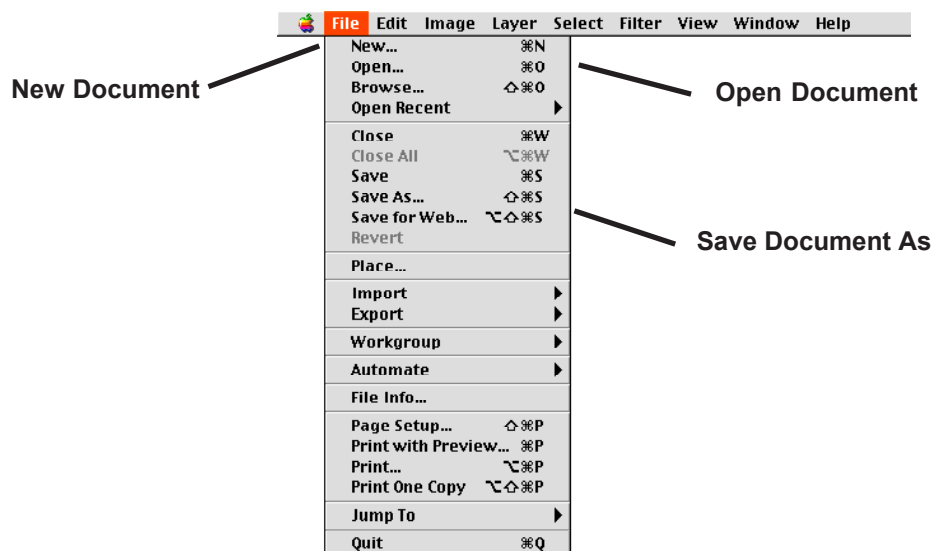 File Edit Image Layer Select Filter View Window Help
New... ⌘N
Open... ⌘O
Browse... ⇧⌘O
Open Recent ▶
Close ⌘W
Close All ⌥⌘W
Save ⌘S
Save As... ⇧⌘S
Save for Web... ⌥⇧⌘S
Revert
Place...
Import ▶
Export ▶
Workgroup ▶
Automate ▶
File Info...
Page Setup... ⇧⌘P
Print with Preview... ⌘P
Print... ⌥⌘P
Print One Copy ⌥⇧⌘P
Jump To ▶
Quit ⌘Q
New Document
Open Document
Save Document As